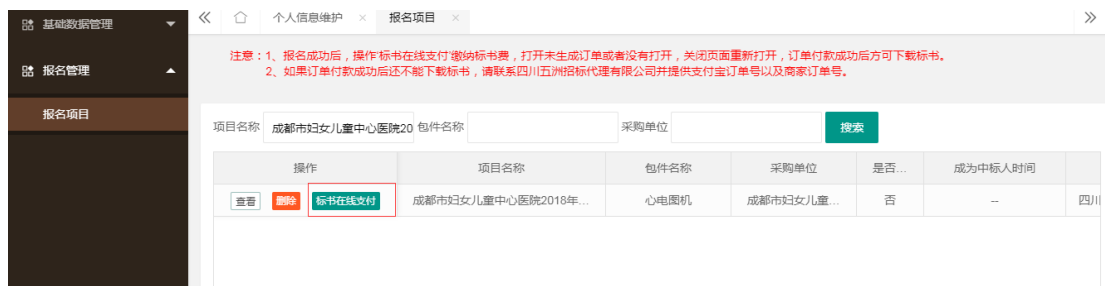 基础数据管理
个人信息维护 × 报名项目 ×
注意：1、报名成功后，操作'标书在线支付'缴纳标书费，打开未生成订单或者没有打开，关闭页面重新打开，订单付款成功后方可下载标书。
2、如果订单付款成功后还不能下载标书，请联系四川五洲招标代理有限公司并提供支付宝订单号以及商家订单号。
报名管理
报名项目
项目名称 成都市妇女儿童中心医院20 包件名称 采购单位 搜索
操作 项目名称 包件名称 采购单位 是否... 成为中标人时间
查看 删除 标书在线支付 成都市妇女儿童中心医院2018年... 心电图机 成都市妇女儿童... 否 -- 四川